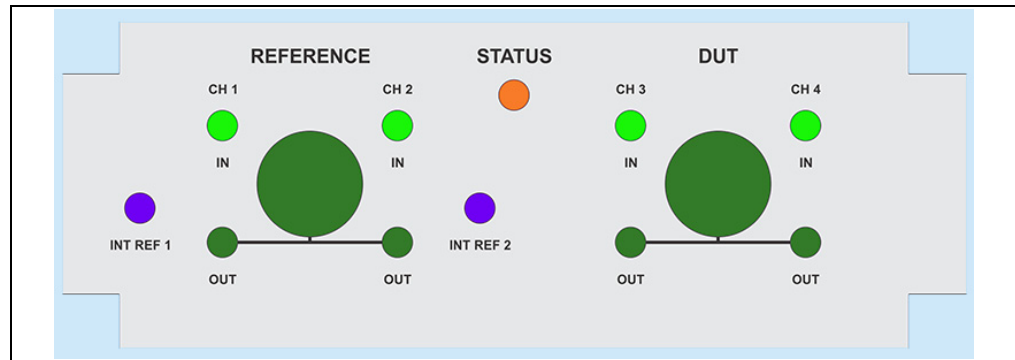 REFERENCE STATUS DUT
CH 1 CH 2 CH 3 CH 4
IN IN IN IN
INT REF 1 INT REF 2
OUT OUT OUT OUT